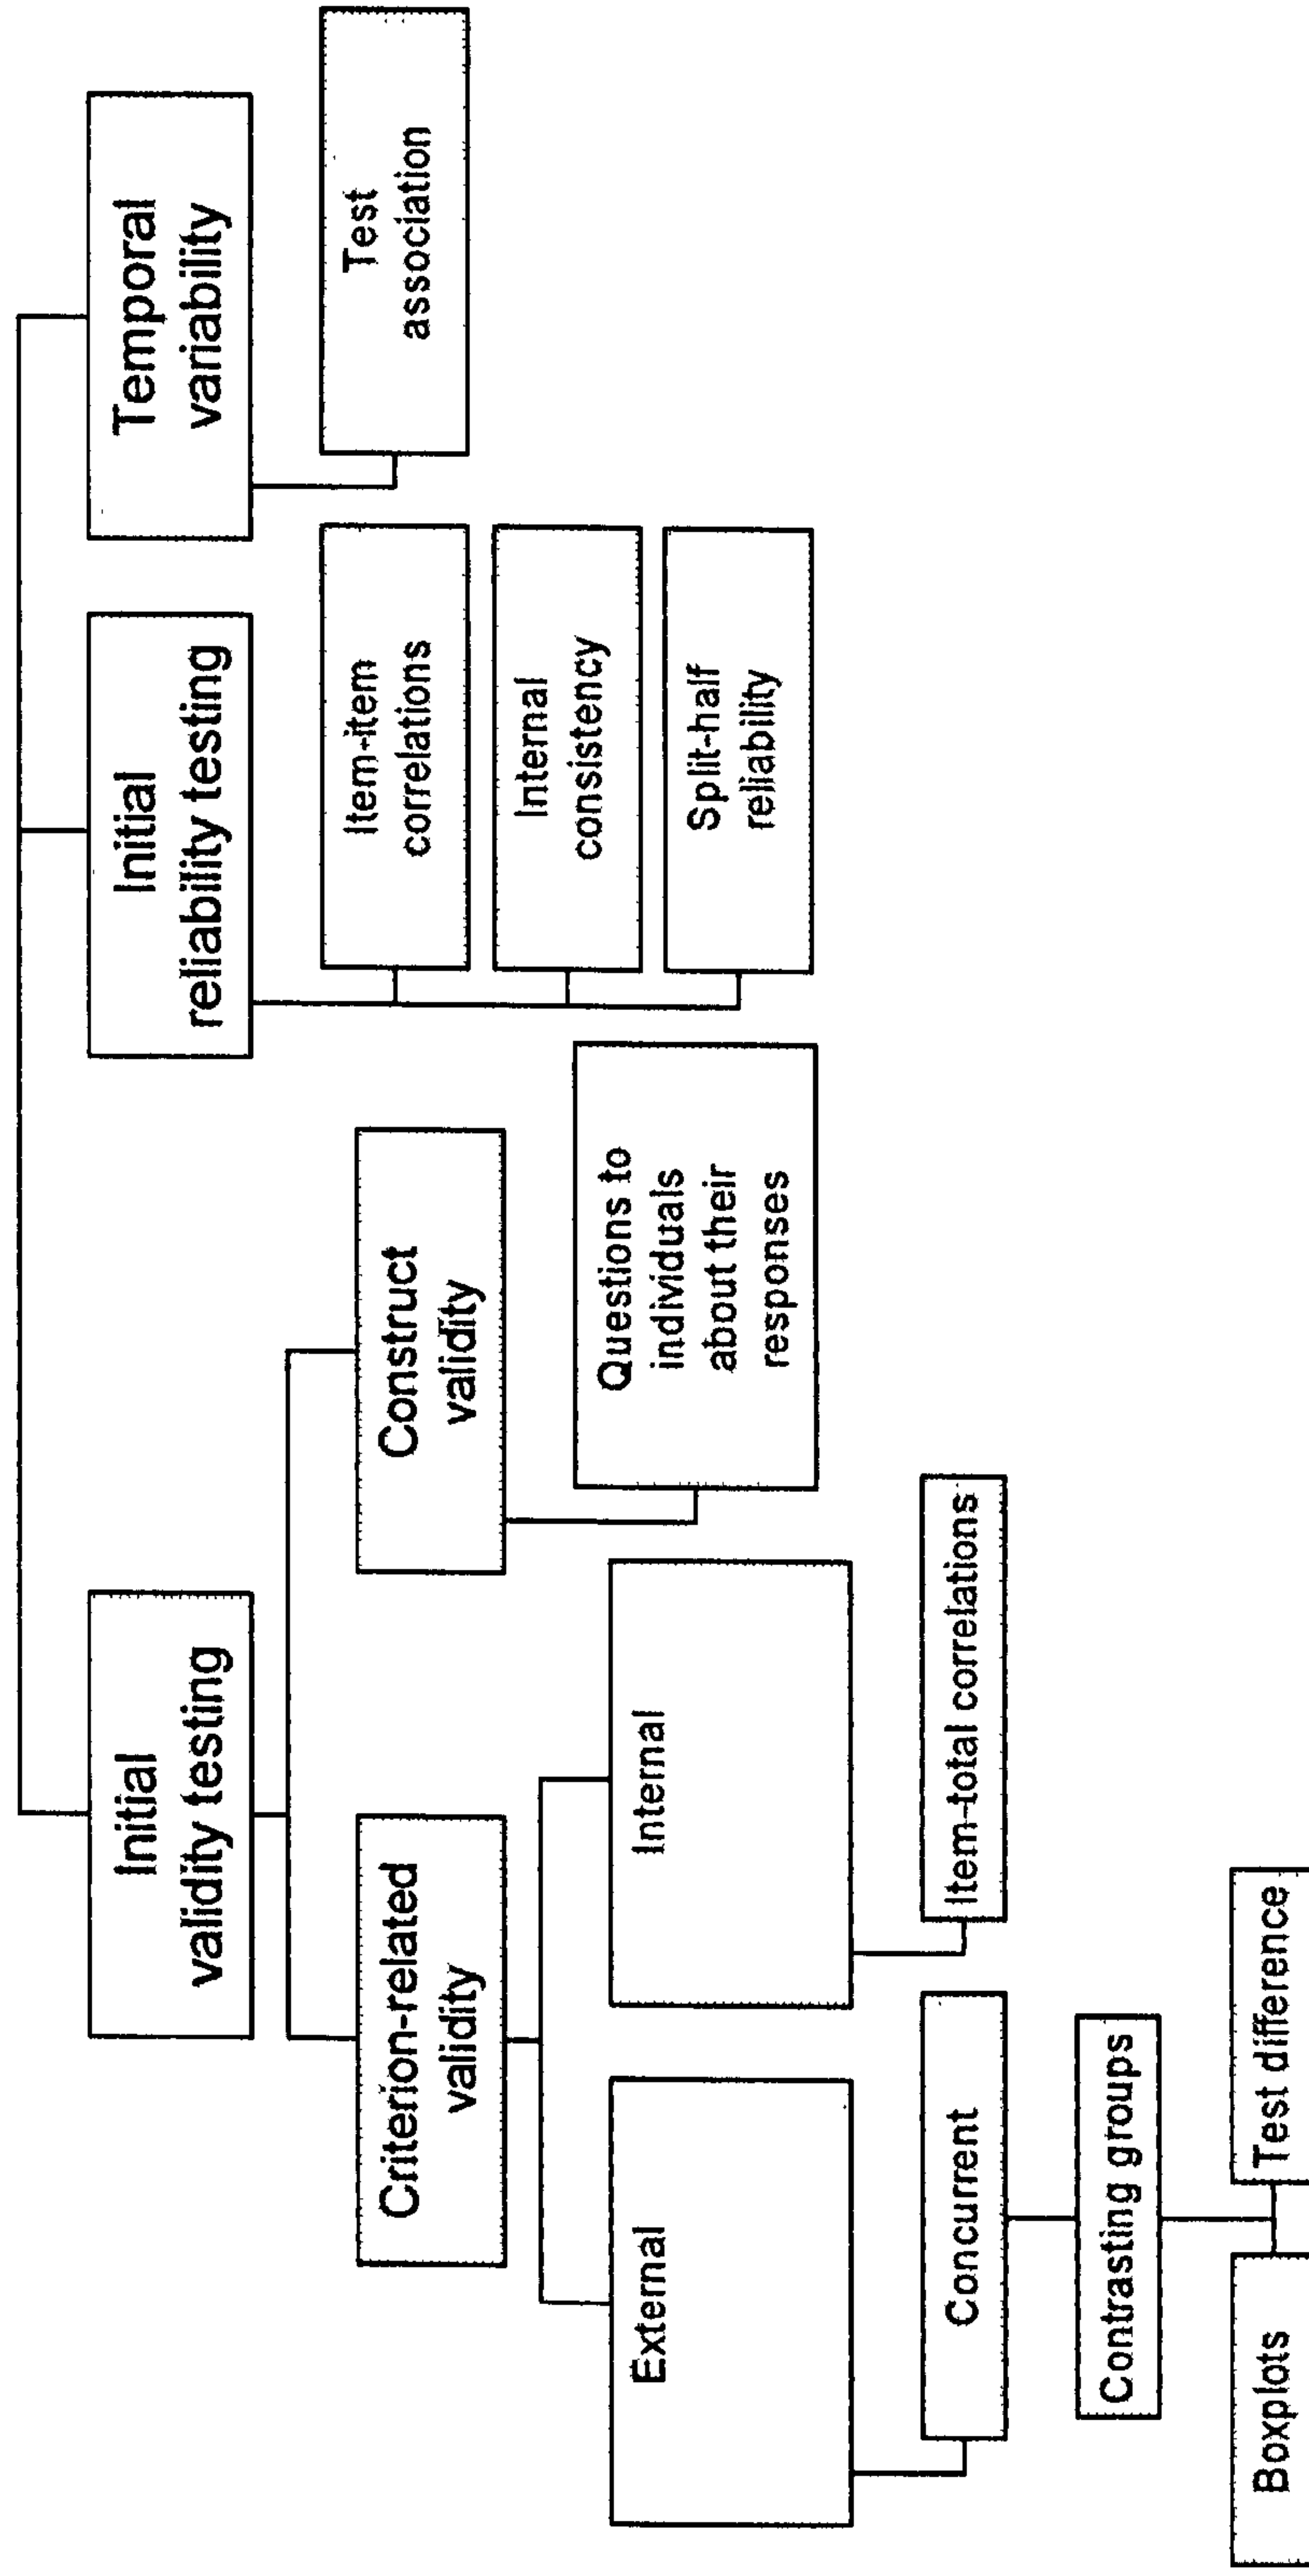 Initial
validity testing
Initial
reliability testing
Temporal
variability
Criterion-related
validity
Construct
validity
Item-item
correlations
Test
association
Internal
consistency
Split-half
reliability
External
Internal
Questions to
individuals
about their
responses
Concurrent
Item-total correlations
Contrasting groups
Boxplots
Test difference